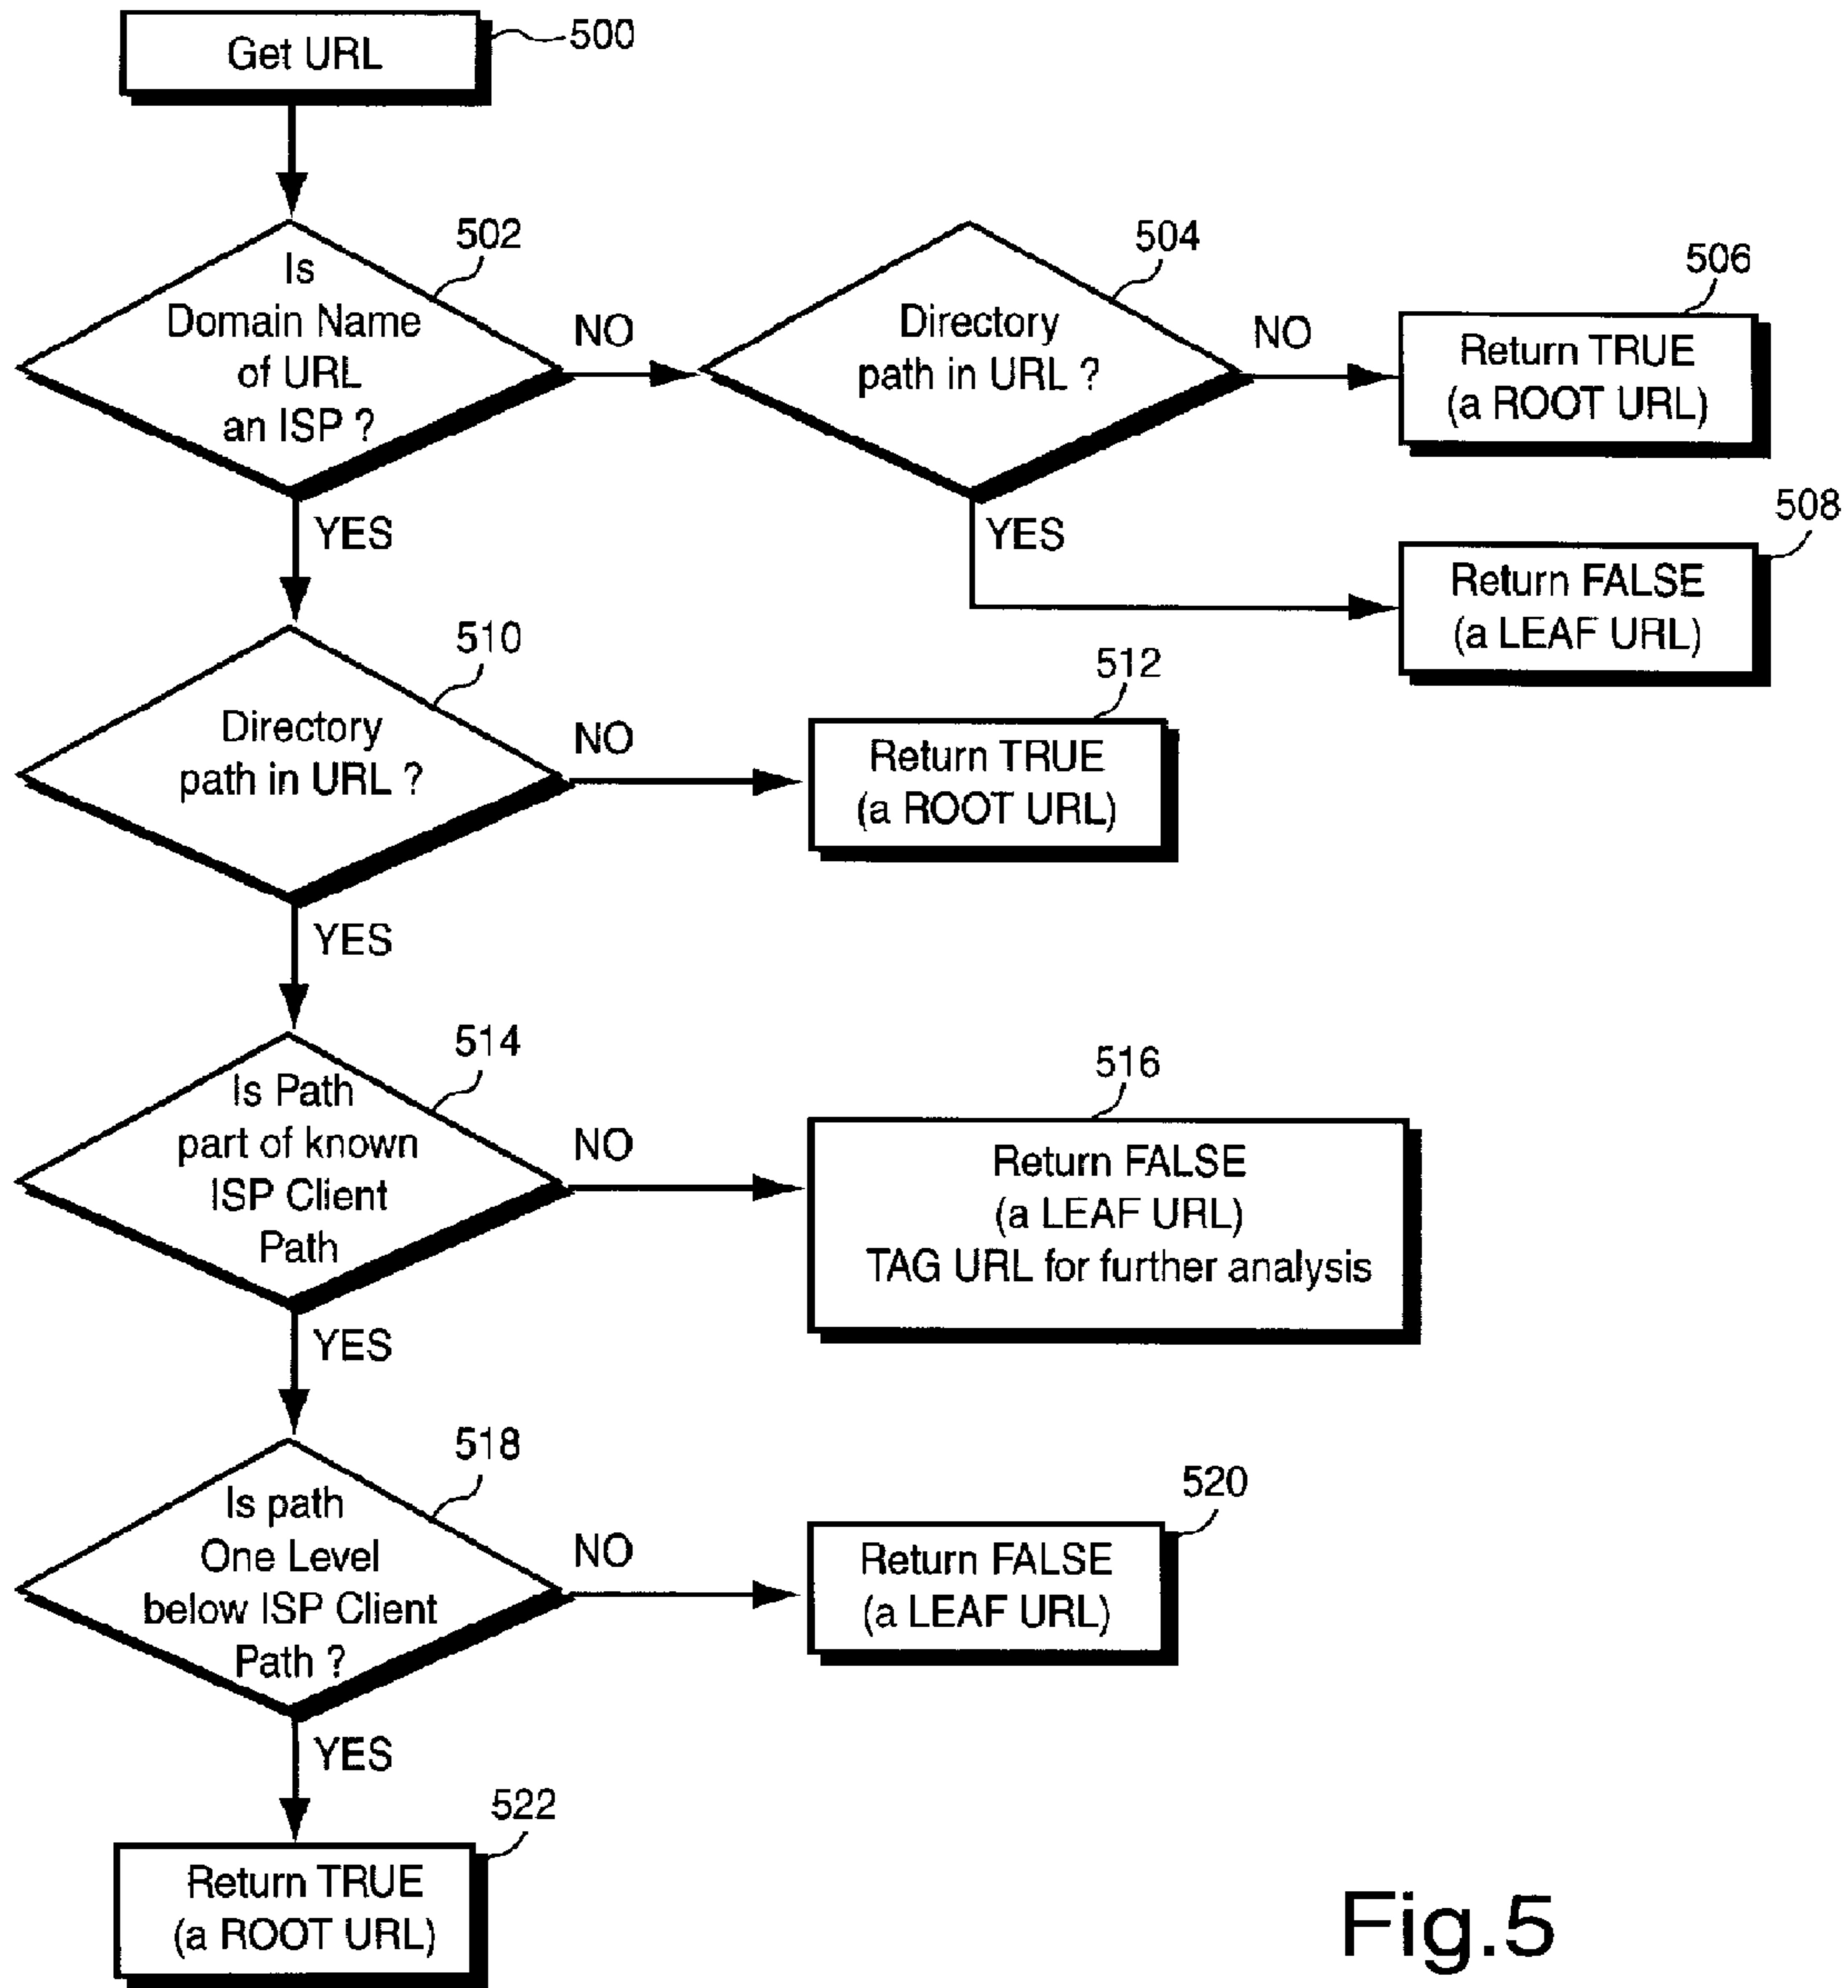 Get URL
500
Is
Domain Name
of URL
an ISP ?
502
NO
YES
Directory
path in URL ?
504
NO
YES
Return TRUE
(a ROOT URL)
506
Return FALSE
(a LEAF URL)
508
Directory
path in URL ?
510
NO
YES
Return TRUE
(a ROOT URL)
512
Is Path
part of known
ISP Client
Path
514
NO
YES
Return FALSE
(a LEAF URL)
TAG URL for further analysis
516
Is path
One Level
below ISP Client
Path ?
518
NO
YES
Return FALSE
(a LEAF URL)
520
Return TRUE
(a ROOT URL)
522
Fig.5